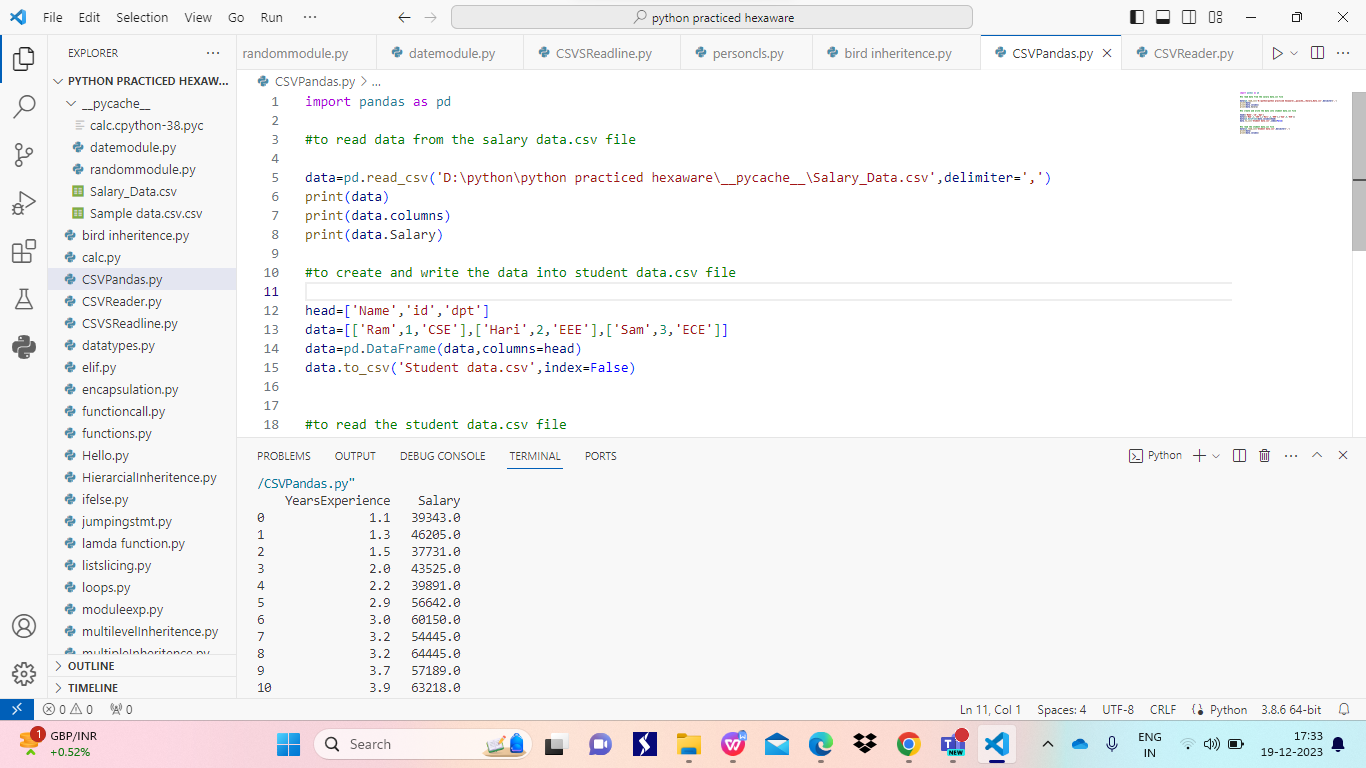 File Edit Selection View Go Run ··· python practiced hexaware
EXPLORER ···
PYTHON PRACTICED HEXAW...
__pycache__
calc.cpython-38.pyc
datemodule.py
randommodule.py
Salary_Data.csv
Sample data.csv.csv
bird inheritence.py
calc.py
CSVPandas.py
CSVReader.py
CSVSReadline.py
datatypes.py
elif.py
encapsulation.py
functioncall.py
functions.py
Hello.py
HierarcialInheritence.py
ifelse.py
jumpingstmt.py
lamda function.py
listslicing.py
loops.py
moduleexp.py
multilevelInheritence.py
multipleInheritence.py
OUTLINE
TIMELINE
randommodule.py datemodule.py CSVSReadline.py personcls.py bird inheritence.py CSVPandas.py CSVReader.py ···
CSVPandas.py > ...
1 import pandas as pd
2
3 #to read data from the salary data.csv file
4
5 data=pd.read_csv('D:\python\python practiced hexaware\__pycache__\Salary_Data.csv',delimiter=',')
6 print(data)
7 print(data.columns)
8 print(data.Salary)
9
10 #to create and write the data into student data.csv file
11
12 head=['Name','id','dpt']
13 data=[['Ram',1,'CSE'],['Hari',2,'EEE'],['Sam',3,'ECE']]
14 data=pd.DataFrame(data,columns=head)
15 data.to_csv('Student data.csv',index=False)
16
17
18 #to read the student data.csv file
PROBLEMS OUTPUT DEBUG CONSOLE TERMINAL PORTS Python ···
/CSVPandas.py"
YearsExperience Salary
0 1.1 39343.0
1 1.3 46205.0
2 1.5 37731.0
3 2.0 43525.0
4 2.2 39891.0
5 2.9 56642.0
6 3.0 60150.0
7 3.2 54445.0
8 3.2 64445.0
9 3.7 57189.0
10 3.9 63218.0
0 0 0 Ln 11, Col 1 Spaces: 4 UTF-8 CRLF Python 3.8.6 64-bit
1 GBP/INR
+0.52%
Search
NEW
ENG
IN
17:33
19-12-2023